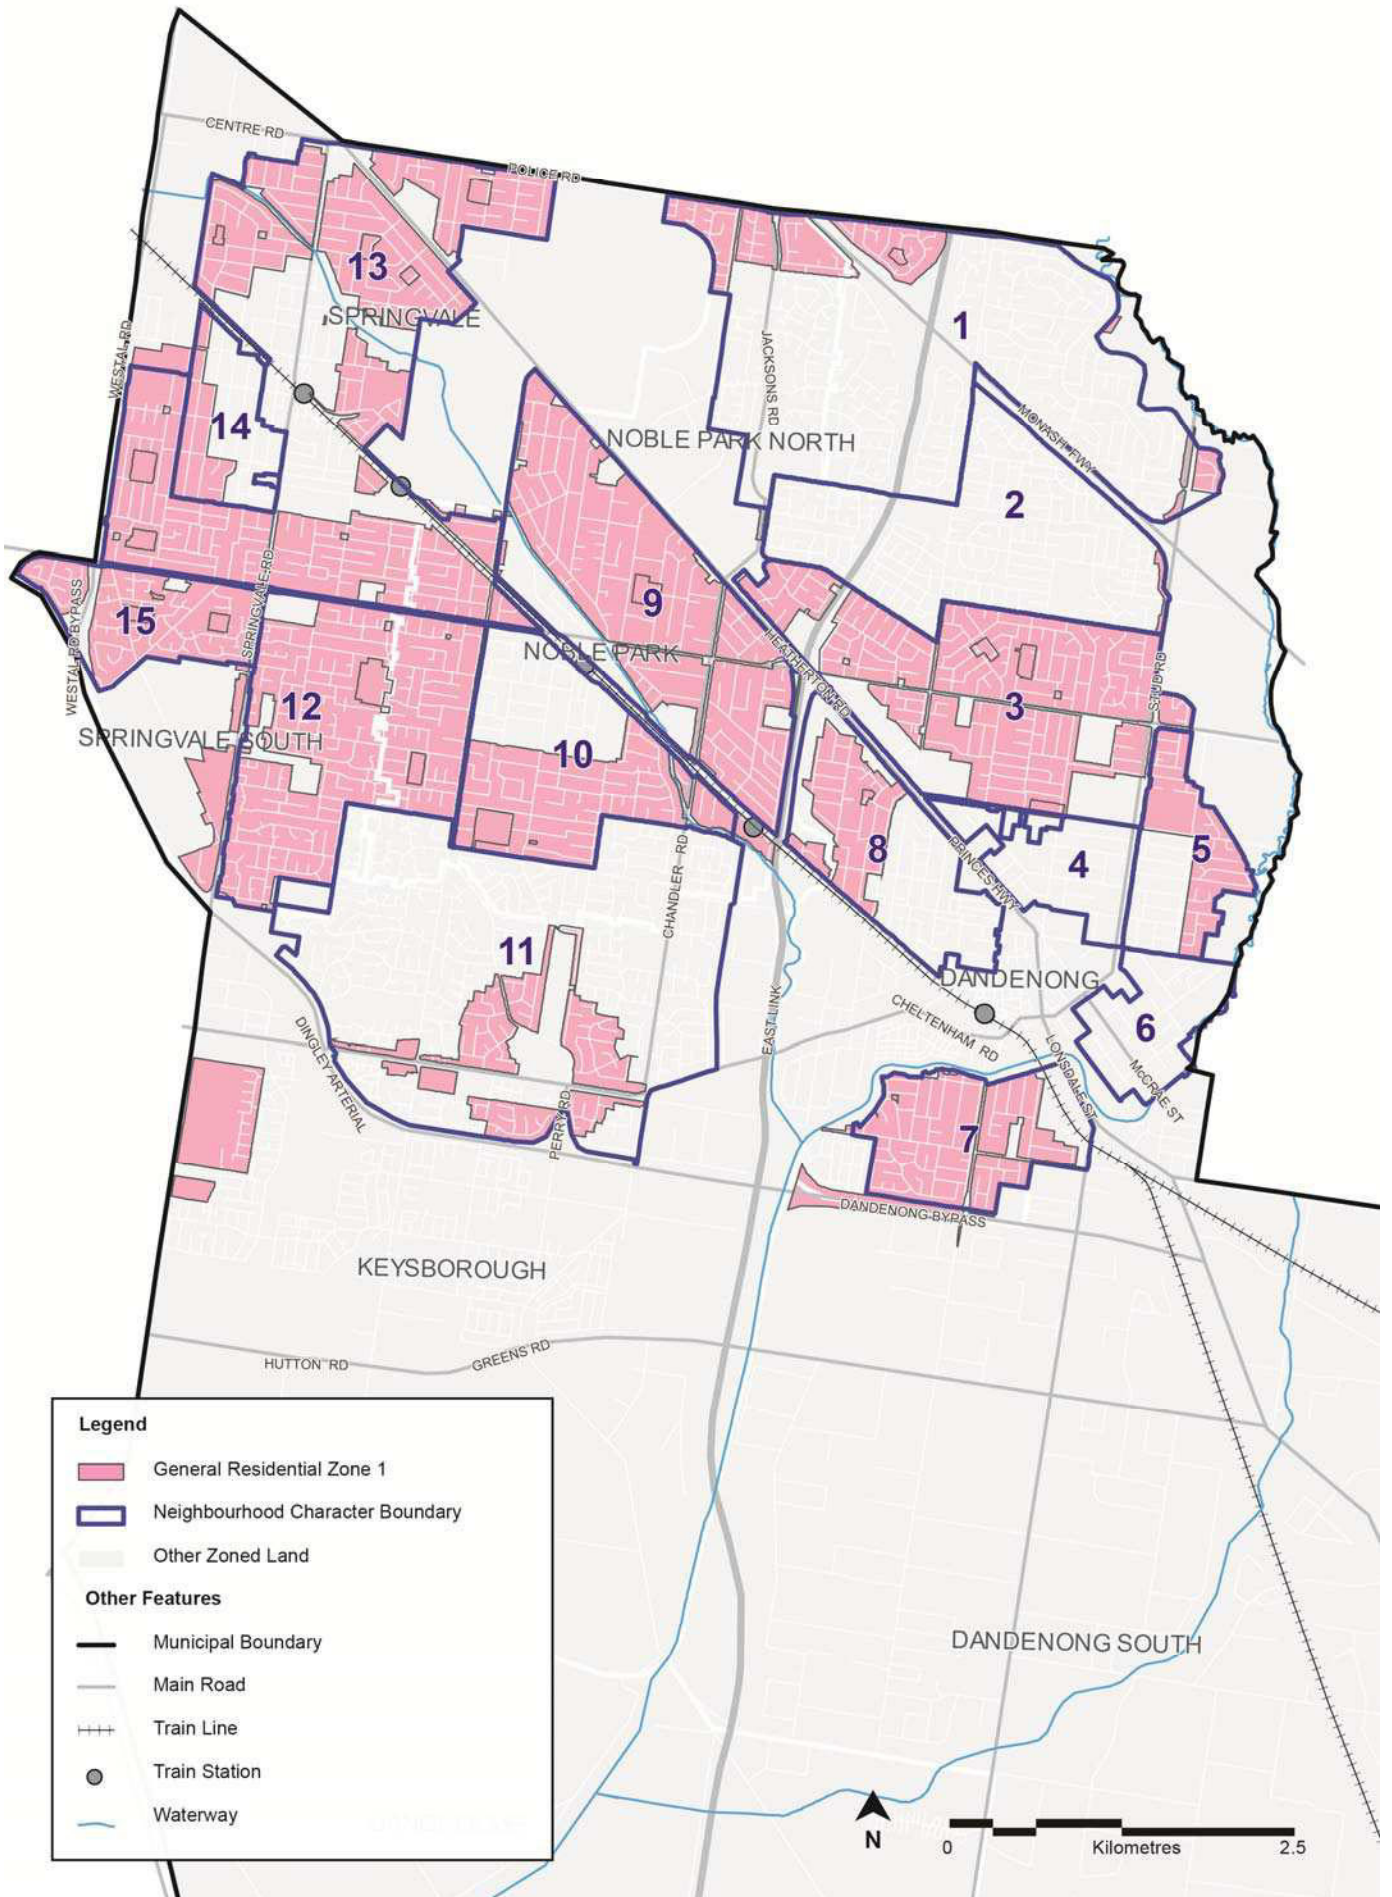 CENTRE RD
POLICE RD
13
SPRINGVALE
1
WESTAL RD
JACKSONS RD
14
NOBLE PARK NORTH
MONASH FWY
2
SPRINGVALE RD
WESTAL RD BYPASS
15
9
NOBLE PARK
HEATHERTON RD
STUD RD
12
3
SPRINGVALE SOUTH
10
8
PRINCES HWY
4
5
CHANDLER RD
11
DANDENONG
EAST LINK
CHELTENHAM RD
6
DINGLEY ARTERIAL
LONSDALE ST
McCRAE ST
PERRY RD
7
DANDENONG BYPASS
KEYSBOROUGH
HUTTON RD
GREENS RD
Legend
General Residential Zone 1
Neighbourhood Character Boundary
Other Zoned Land
Other Features
Municipal Boundary
Main Road
Train Line
Train Station
Waterway
DANDENONG SOUTH
N
0
Kilometres
2.5